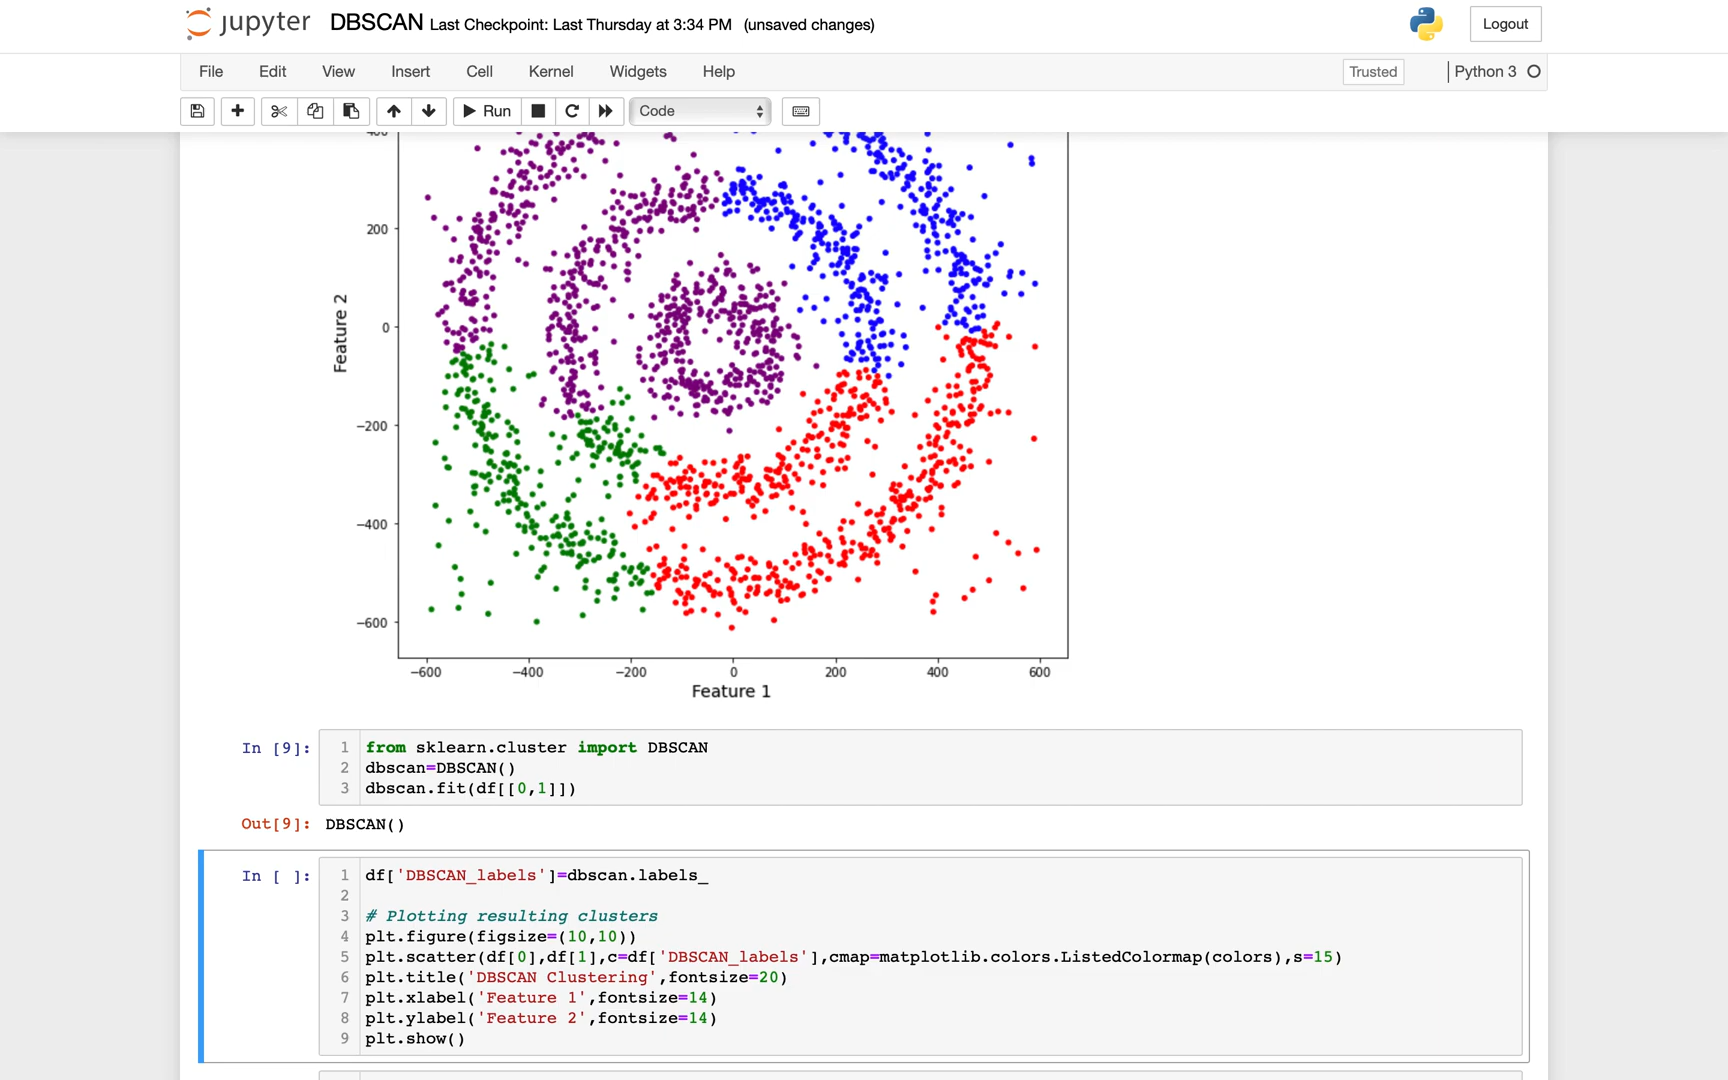 jupyter DBSCAN Last Checkpoint: Last Thursday at 3:34 PM (unsaved changes) Logout
File Edit View Insert Cell Kernel Widgets Help Trusted Python 3
Run Code
400
200
0
−200
−400
−600
Feature 2
−600 −400 −200 0 200 400 600
Feature 1
In [9]:
1 from sklearn.cluster import DBSCAN
2 dbscan=DBSCAN()
3 dbscan.fit(df[[0,1]])
Out[9]: DBSCAN()
In [ ]:
1 df['DBSCAN_labels']=dbscan.labels_
2
3 # Plotting resulting clusters
4 plt.figure(figsize=(10,10))
5 plt.scatter(df[0],df[1],c=df['DBSCAN_labels'],cmap=matplotlib.colors.ListedColormap(colors),s=15)
6 plt.title('DBSCAN Clustering',fontsize=20)
7 plt.xlabel('Feature 1',fontsize=14)
8 plt.ylabel('Feature 2',fontsize=14)
9 plt.show()